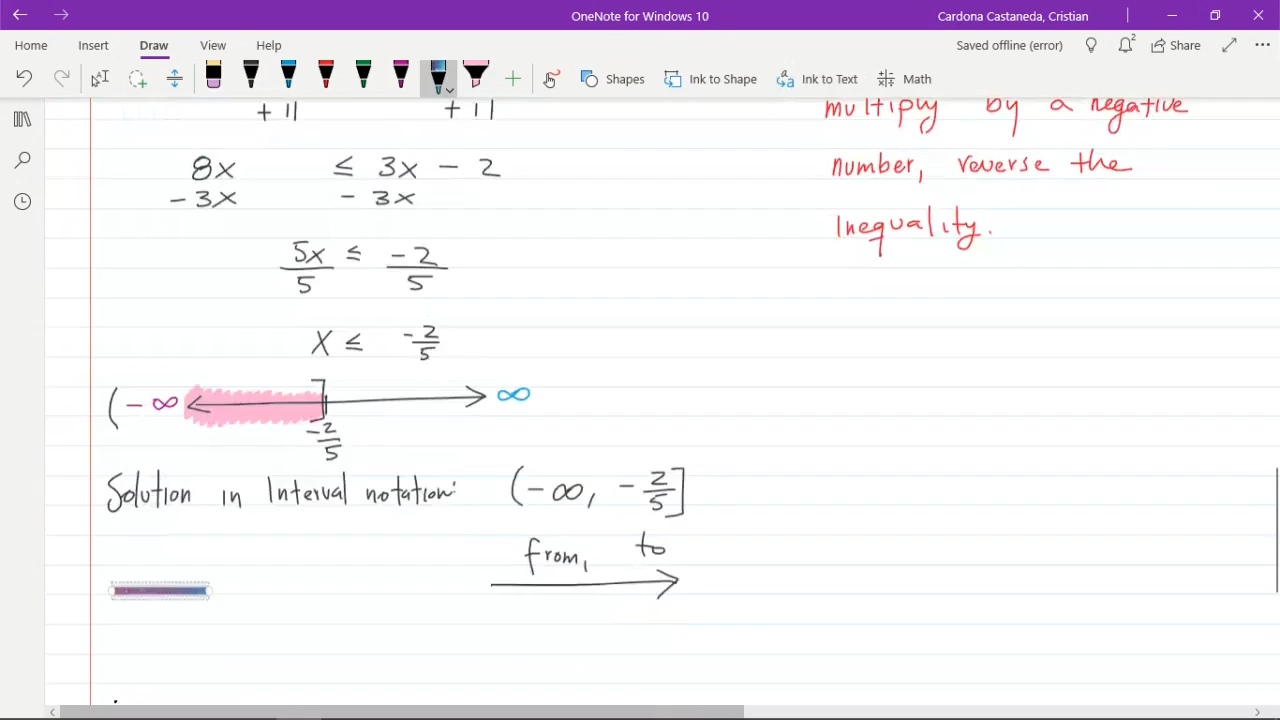 OneNote for Windows 10
Cardona Castaneda, Cristian
Home Insert Draw View Help
Saved offline (error)
Share
Shapes
Ink to Shape
Ink to Text
Math
+ 11 + 11
8x ≤ 3x - 2
- 3x - 3x
5x ≤ -2
5 5
x ≤ -2
5
(-∞ ] ∞
-2
5
Solution in Interval notation: (-∞, -2/5]
from, to
multiply by a negative
number, reverse the
Inequality.